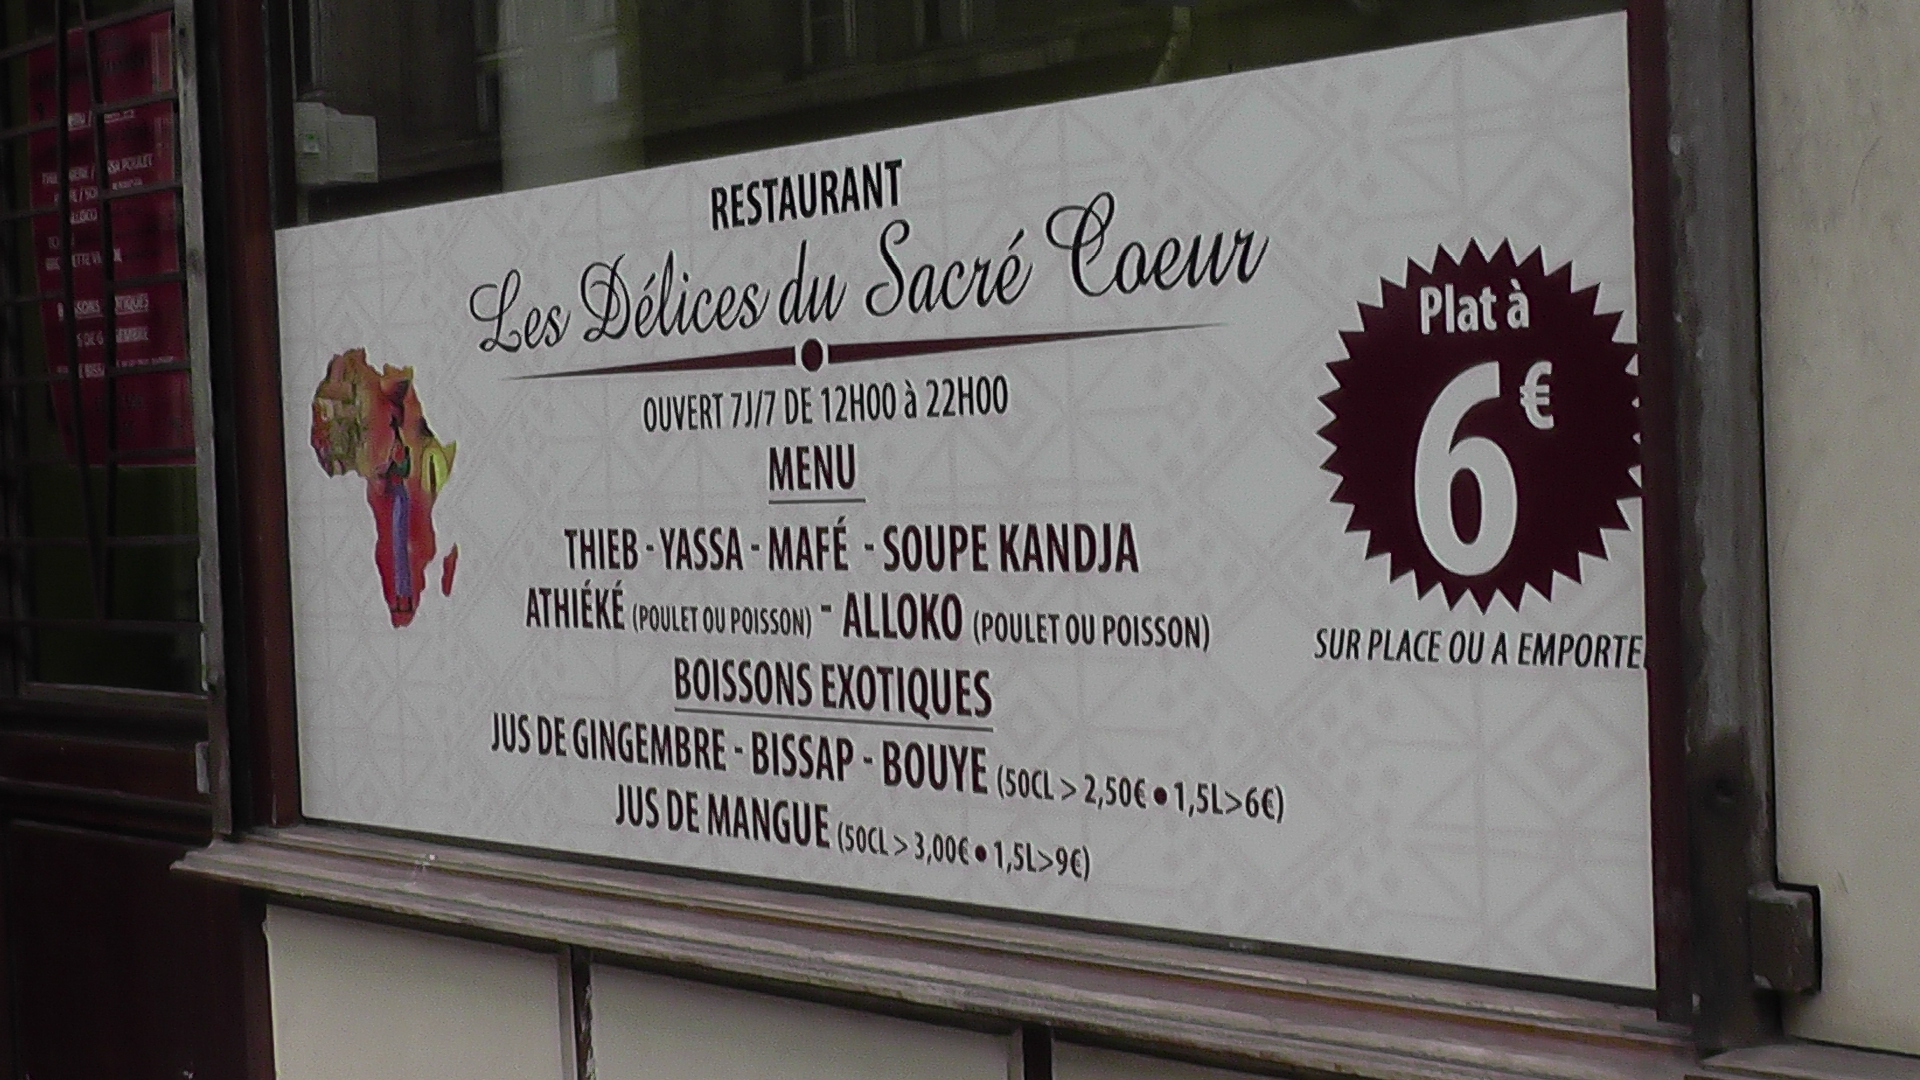 RESTAURANT
Les Délices du Sacré Coeur
OUVERT 7J/7 DE 12H00 à 22H00
MENU
THIEB - YASSA - MAFÉ - SOUPE KANDJA
ATHIÉKÉ (POULET OU POISSON) - ALLOKO (POULET OU POISSON)
BOISSONS EXOTIQUES
JUS DE GINGEMBRE - BISSAP - BOUYE (50CL > 2,50€ • 1,5L>6€)
JUS DE MANGUE (50CL > 3,00€ • 1,5L>9€)
Plat à
6€
SUR PLACE OU A EMPORTE